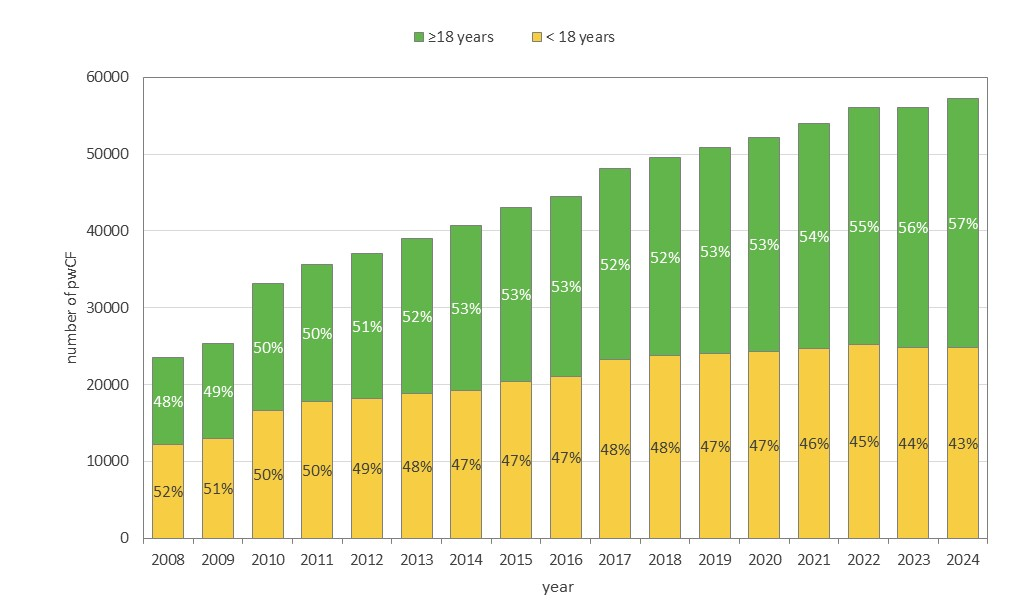 ≥18 years < 18 years
60000
50000
40000
30000
20000
10000
0
number of pwCF
48% 49% 50% 50% 51% 52% 53% 53% 53% 52% 52% 53% 53% 54% 55% 56% 57%
52% 51% 50% 50% 49% 48% 47% 47% 47% 48% 48% 47% 47% 46% 45% 44% 43%
2008 2009 2010 2011 2012 2013 2014 2015 2016 2017 2018 2019 2020 2021 2022 2023 2024
year